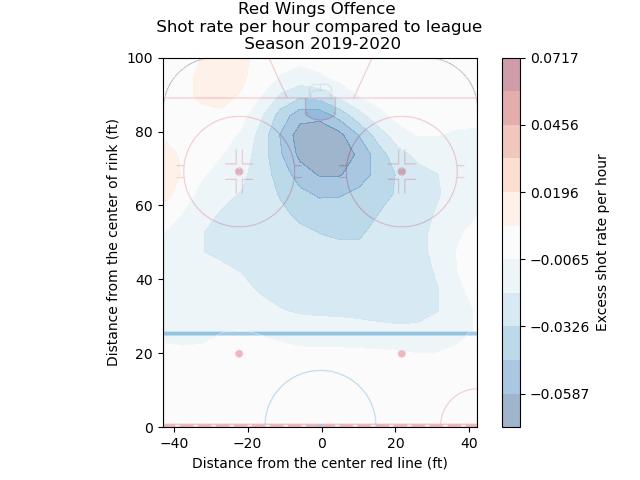 Red Wings Offence
Shot rate per hour compared to league
Season 2019-2020
100
80
60
40
20
0
−40
−20
0
20
40
Distance from the center of rink (ft)
Distance from the center red line (ft)
0.0717
0.0456
0.0196
−0.0065
−0.0326
−0.0587
Excess shot rate per hour